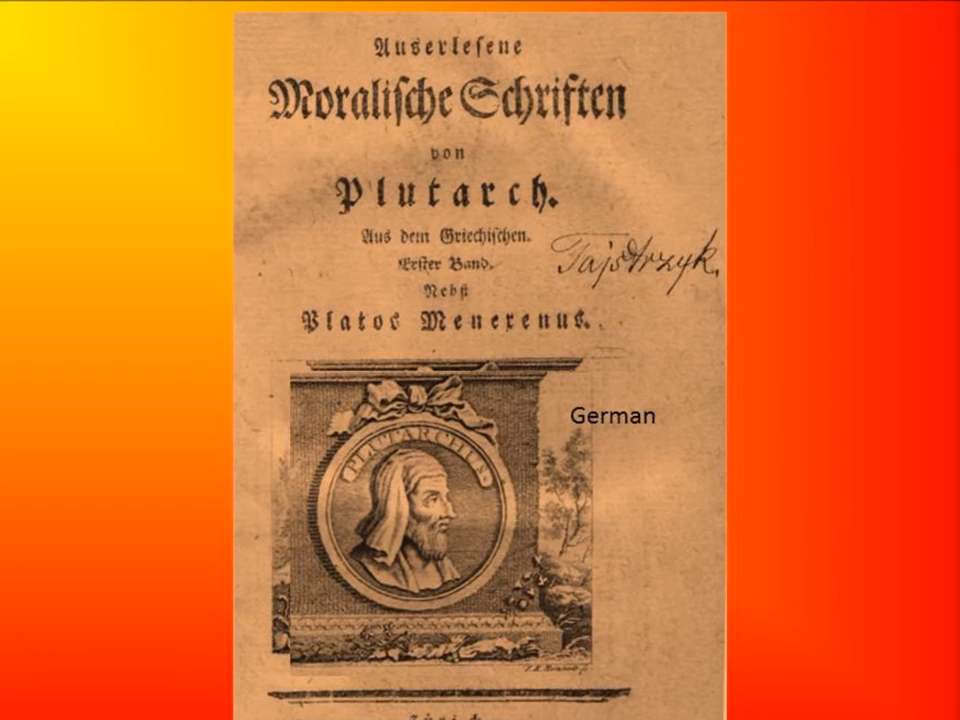 Auserlesene
Moralische Schriften
von
Plutarch.
Aus dem Griechischen.
Erster Band.
Nebst
Platos Menexenus.
German
PLUTARCHUS